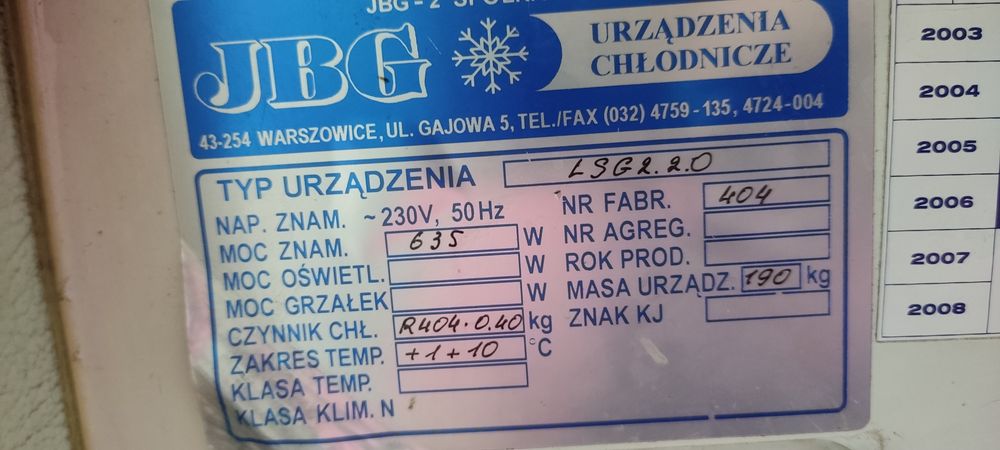 JBG - 2
JBG
URZĄDZENIA
CHŁODNICZE
43-254 WARSZOWICE, UL. GAJOWA 5, TEL./FAX (032) 4759-135, 4724-004
TYP URZĄDZENIA LSG2.2.0
NAP. ZNAM. ~230V, 50Hz
MOC ZNAM. 635 W
MOC OŚWIETL. W
MOC GRZAŁEK W
CZYNNIK CHŁ. R404·0.40 kg
ZAKRES TEMP. +1+10 °C
KLASA TEMP.
KLASA KLIM. N
NR FABR. 404
NR AGREG.
ROK PROD.
MASA URZĄDZ. 190 kg
ZNAK KJ
2003
2004
2005
2006
2007
2008